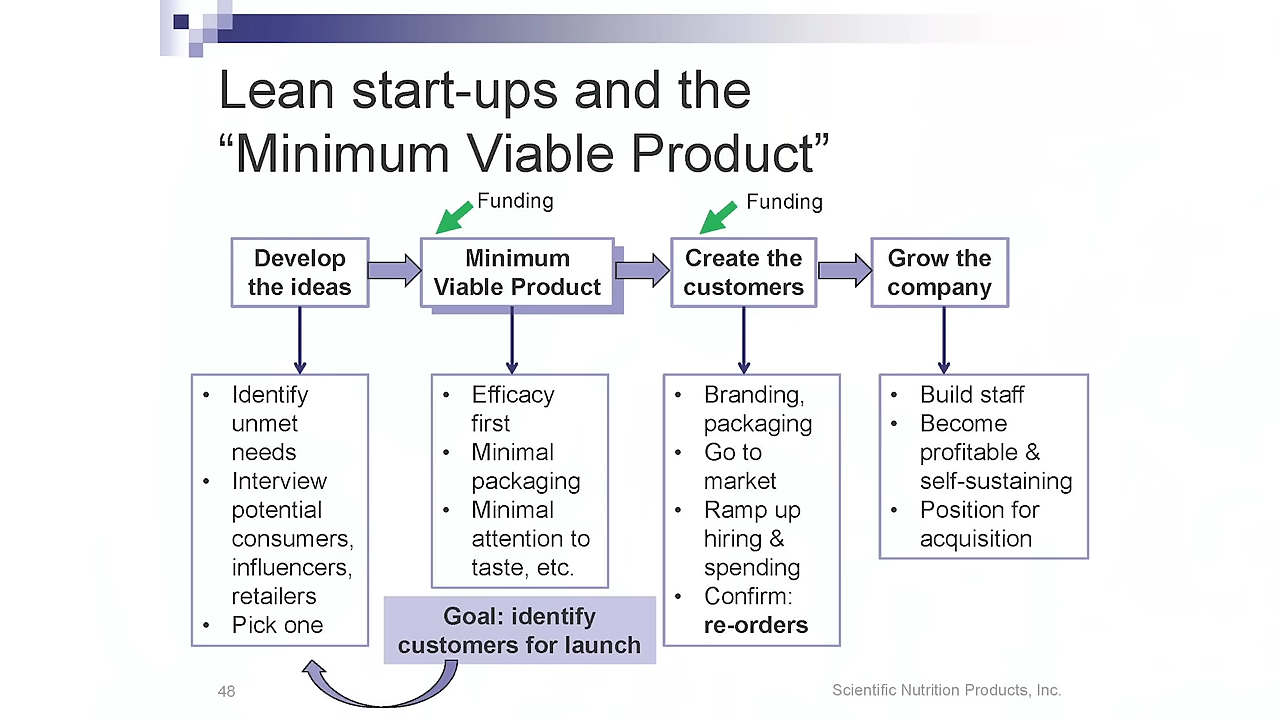 Lean start-ups and the
“Minimum Viable Product”
Funding
Funding
Develop
the ideas
Minimum
Viable Product
Create the
customers
Grow the
company
• Identify
unmet
needs
• Interview
potential
consumers,
influencers,
retailers
• Pick one
• Efficacy
first
• Minimal
packaging
• Minimal
attention to
taste, etc.
Goal: identify
customers for launch
• Branding,
packaging
• Go to
market
• Ramp up
hiring &
spending
• Confirm:
re-orders
• Build staff
• Become
profitable &
self-sustaining
• Position for
acquisition
48
Scientific Nutrition Products, Inc.